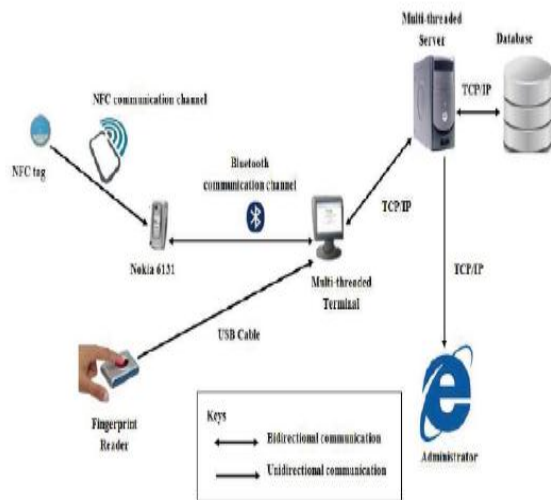 Multi-threaded
Server
Database
TCP/IP
NFC communication channel
NFC tag
Bluetooth
communication channel
TCP/IP
Nokia 6131
Multi-threaded
Terminal
TCP/IP
USB Cable
Fingerprint
Reader
Keys
Bidirectional communication
Unidirectional communication
Administrator